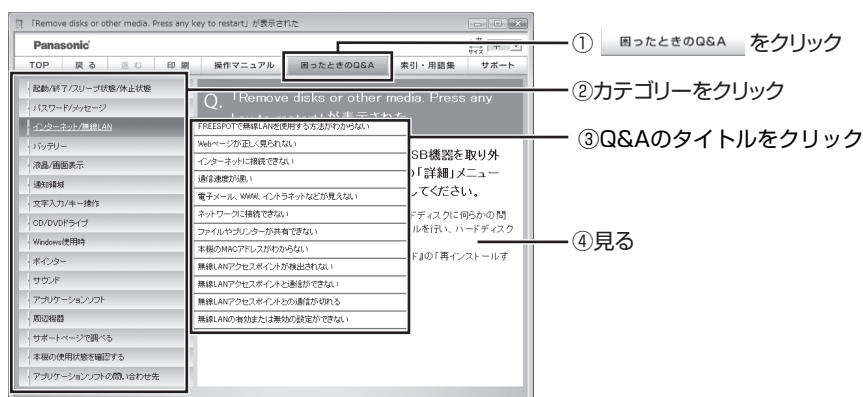 「Remove disks or other media. Press any key to restart」が表示された
Panasonic
サイズ 中
TOP 戻る 進む 印刷 操作マニュアル 困ったときのQ&A 索引・用語集 サポート
起動/終了/スリープ状態/休止状態
パスワード/メッセージ
インターネット/無線LAN
バッテリー
液晶/画面表示
通知領域
文字入力/キー操作
CD/DVDドライブ
Windows使用時
ポインター
サウンド
アプリケーションソフト
周辺機器
サポートページで調べる
本機の使用状態を確認する
アプリケーションソフトの問い合わせ先
Q. 「Remove disks or other media. Press any
key to restart」が表示された
FREESPOTで無線LANを使用する方法がわからない
Webページが正しく見られない
インターネットに接続できない
通信速度が遅い
電子メール、WWW、イントラネットなどが見えない
ネットワークに接続できない
ファイルやプリンターが共有できない
本機のMACアドレスがわからない
無線LANアクセスポイントが検出されない
無線LANアクセスポイントと通信ができない
無線LANアクセスポイントとの通信が切れる
無線LANの有効または無効の設定ができない
SB機器を取り外
の「詳細」メニュー
してください。
ドディスクに何らかの問
ルを行い、ハードディスク
ド』の「再インストールす
① 困ったときのQ&A をクリック
②カテゴリーをクリック
③Q&Aのタイトルをクリック
④見る